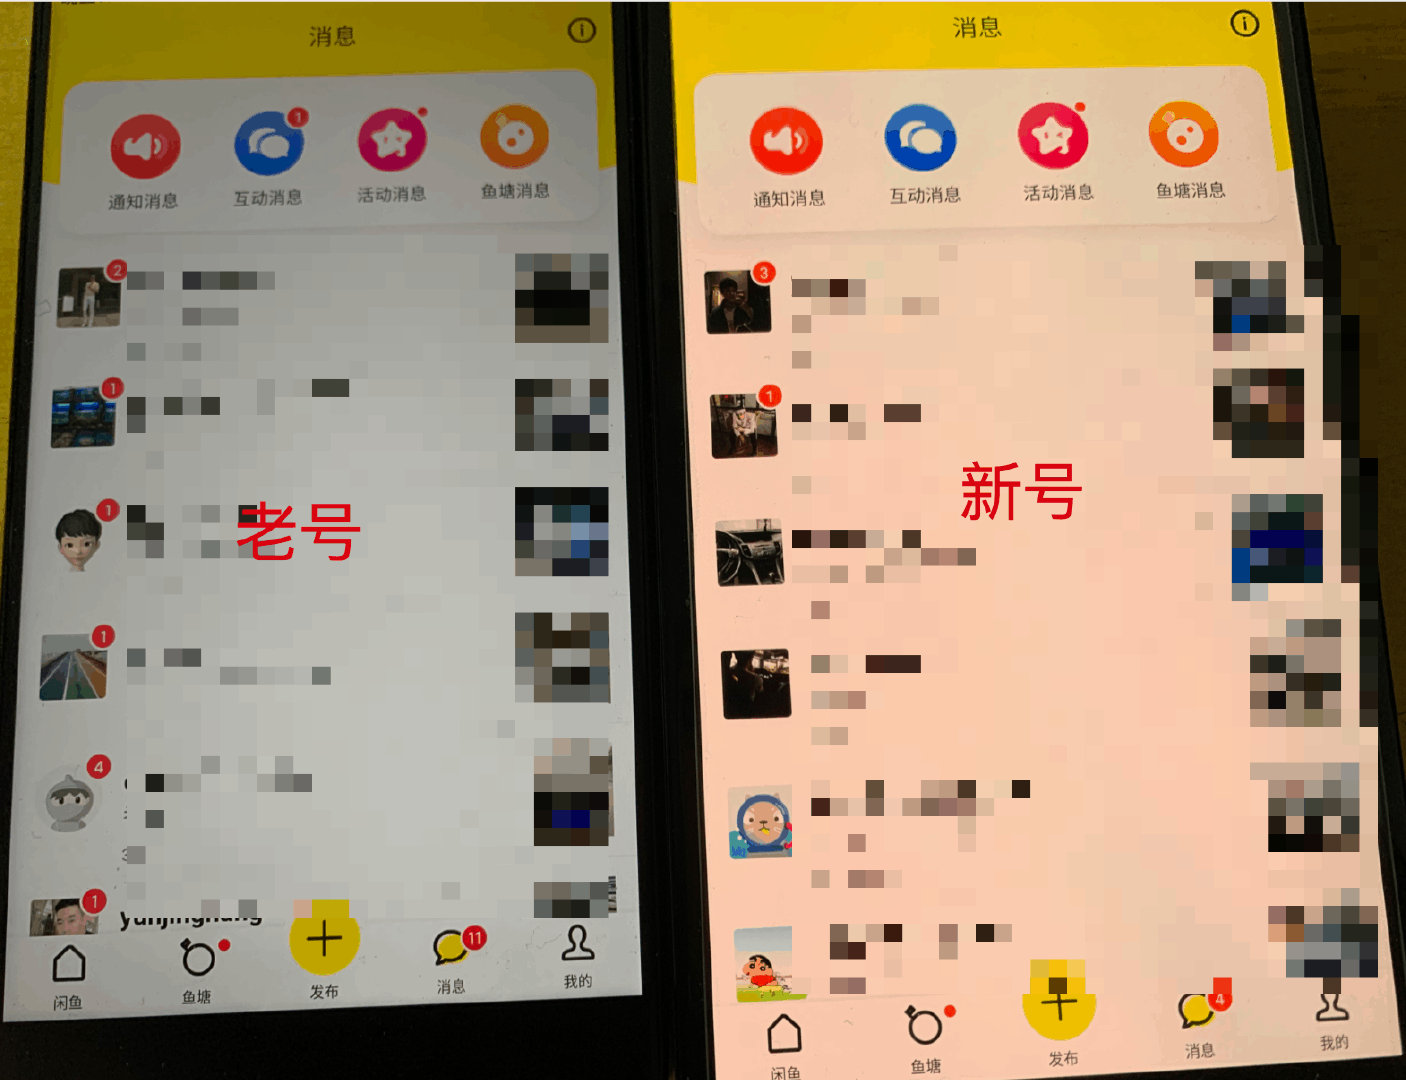 消息
1
通知消息
互动消息
活动消息
鱼塘消息
2
1
1
老号
1
4
1
yunjinghang
闲鱼
鱼塘
发布
11
消息
我的
消息
通知消息
互动消息
活动消息
鱼塘消息
3
1
新号
闲鱼
鱼塘
发布
4
消息
我的